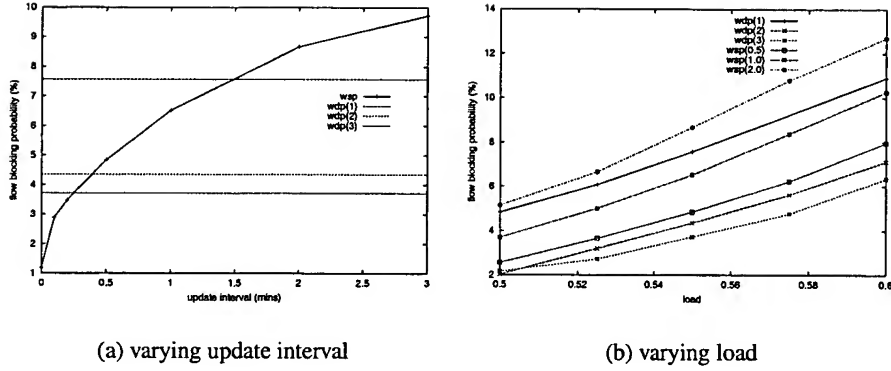 10
9
8
7
6
5
4
3
2
1
0
0.5
1
1.5
2
2.5
3
flow blocking probability (%)
update interval (mins)
wsp
wdp(1)
wdp(2)
wdp(3)
(a) varying update interval
14
12
10
8
6
4
2
0.5
0.52
0.54
0.56
0.58
0.6
flow blocking probability (%)
load
wdp(1)
wdp(2)
wdp(3)
wsp(0.5)
wsp(1.0)
wsp(2.0)
(b) varying load